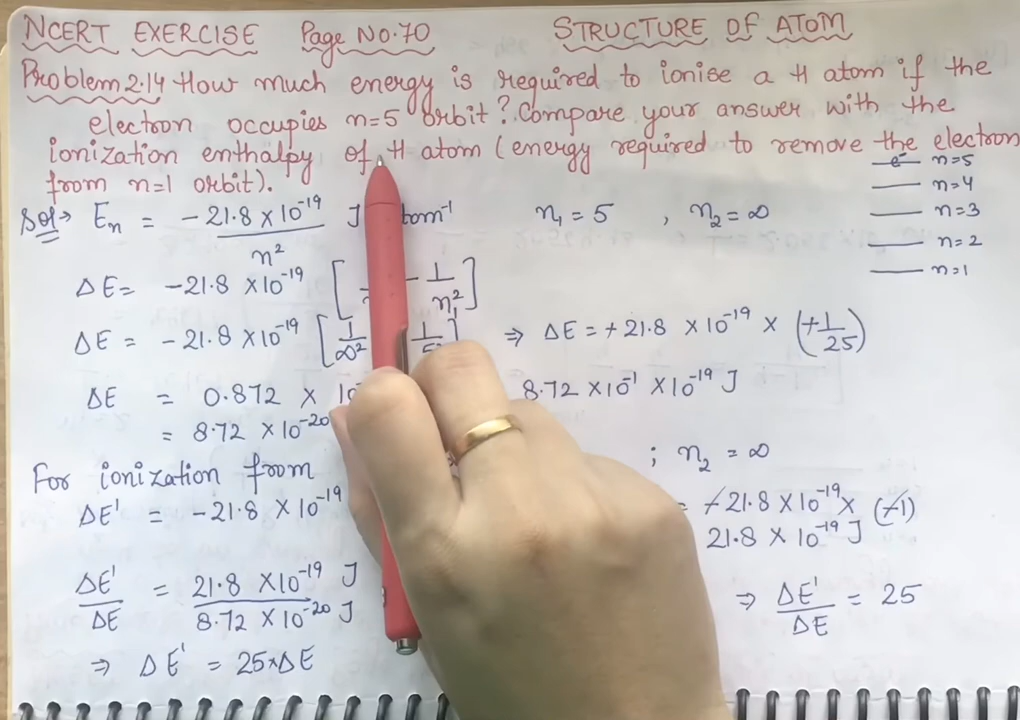 NCERT EXERCISE Page No.70 STRUCTURE OF ATOM
Problem 2.14 How much energy is required to ionise a H atom if the
electron occupies n=5 orbit? Compare your answer with the
ionization enthalpy of H atom (energy required to remove the electron
from n=1 orbit).
e⁻ n=5
n=4
n=3
n=2
n=1
Sol→ Eₙ = -21.8 × 10⁻¹⁹ / n² J tom⁻¹ n₁ = 5 , n₂ = ∞
ΔE = -21.8 × 10⁻¹⁹ [ - 1/n₁²]
ΔE = -21.8 × 10⁻¹⁹ [1/∞² 1/5 ] ⇒ ΔE = +21.8 × 10⁻¹⁹ × (+1/25)
ΔE = 0.872 × 10 8.72 × 10⁻¹ × 10⁻¹⁹ J
= 8.72 × 10⁻²⁰
For ionization from ; n₂ = ∞
ΔE' = -21.8 × 10⁻¹⁹ = -21.8 × 10⁻¹⁹ × (-1)
21.8 × 10⁻¹⁹ J
ΔE'/ΔE = 21.8 × 10⁻¹⁹ J / 8.72 × 10⁻²⁰ J ⇒ ΔE'/ΔE = 25
⇒ ΔE' = 25×ΔE